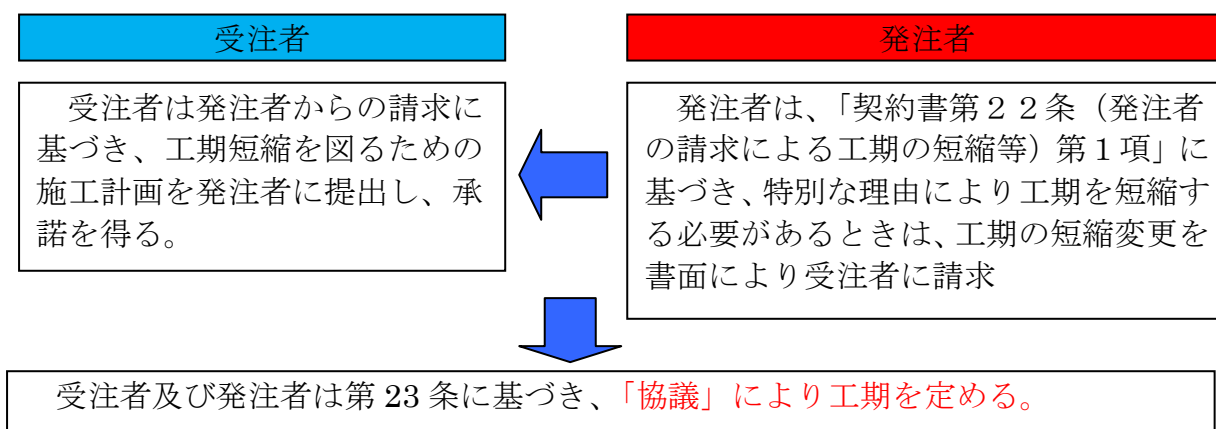 受注者
発注者
受注者は発注者からの請求に
基づき、工期短縮を図るための
施工計画を発注者に提出し、承
諾を得る。
発注者は、「契約書第２２条（発注者
の請求による工期の短縮等）第１項」に
基づき、特別な理由により工期を短縮す
る必要があるときは、工期の短縮変更を
書面により受注者に請求
受注者及び発注者は第 23 条に基づき、「協議」により工期を定める。